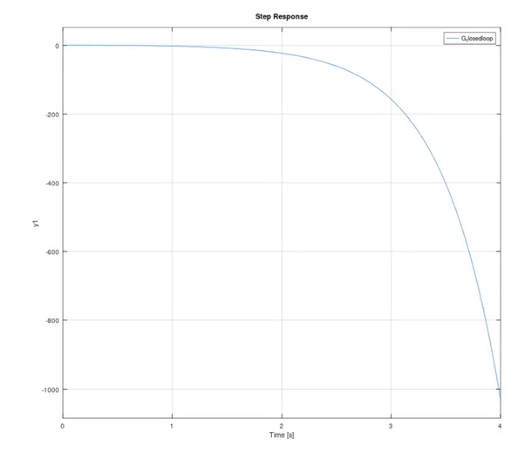 Step Response
G_closedloop
0
-200
-400
-600
-800
-1000
y1
0 1 2 3 4
Time [s]